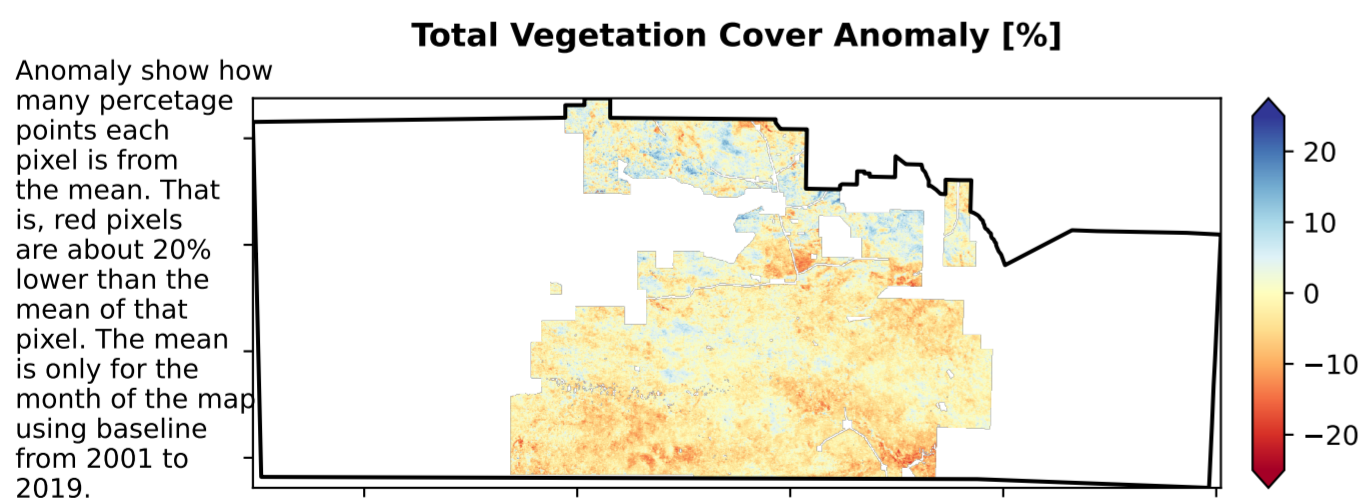 Total Vegetation Cover Anomaly [%]
Anomaly show how
many percetage
points each
pixel is from
the mean. That
is, red pixels
are about 20%
lower than the
mean of that
pixel. The mean
is only for the
month of the map
using baseline
from 2001 to
2019.
20
10
0
−10
−20